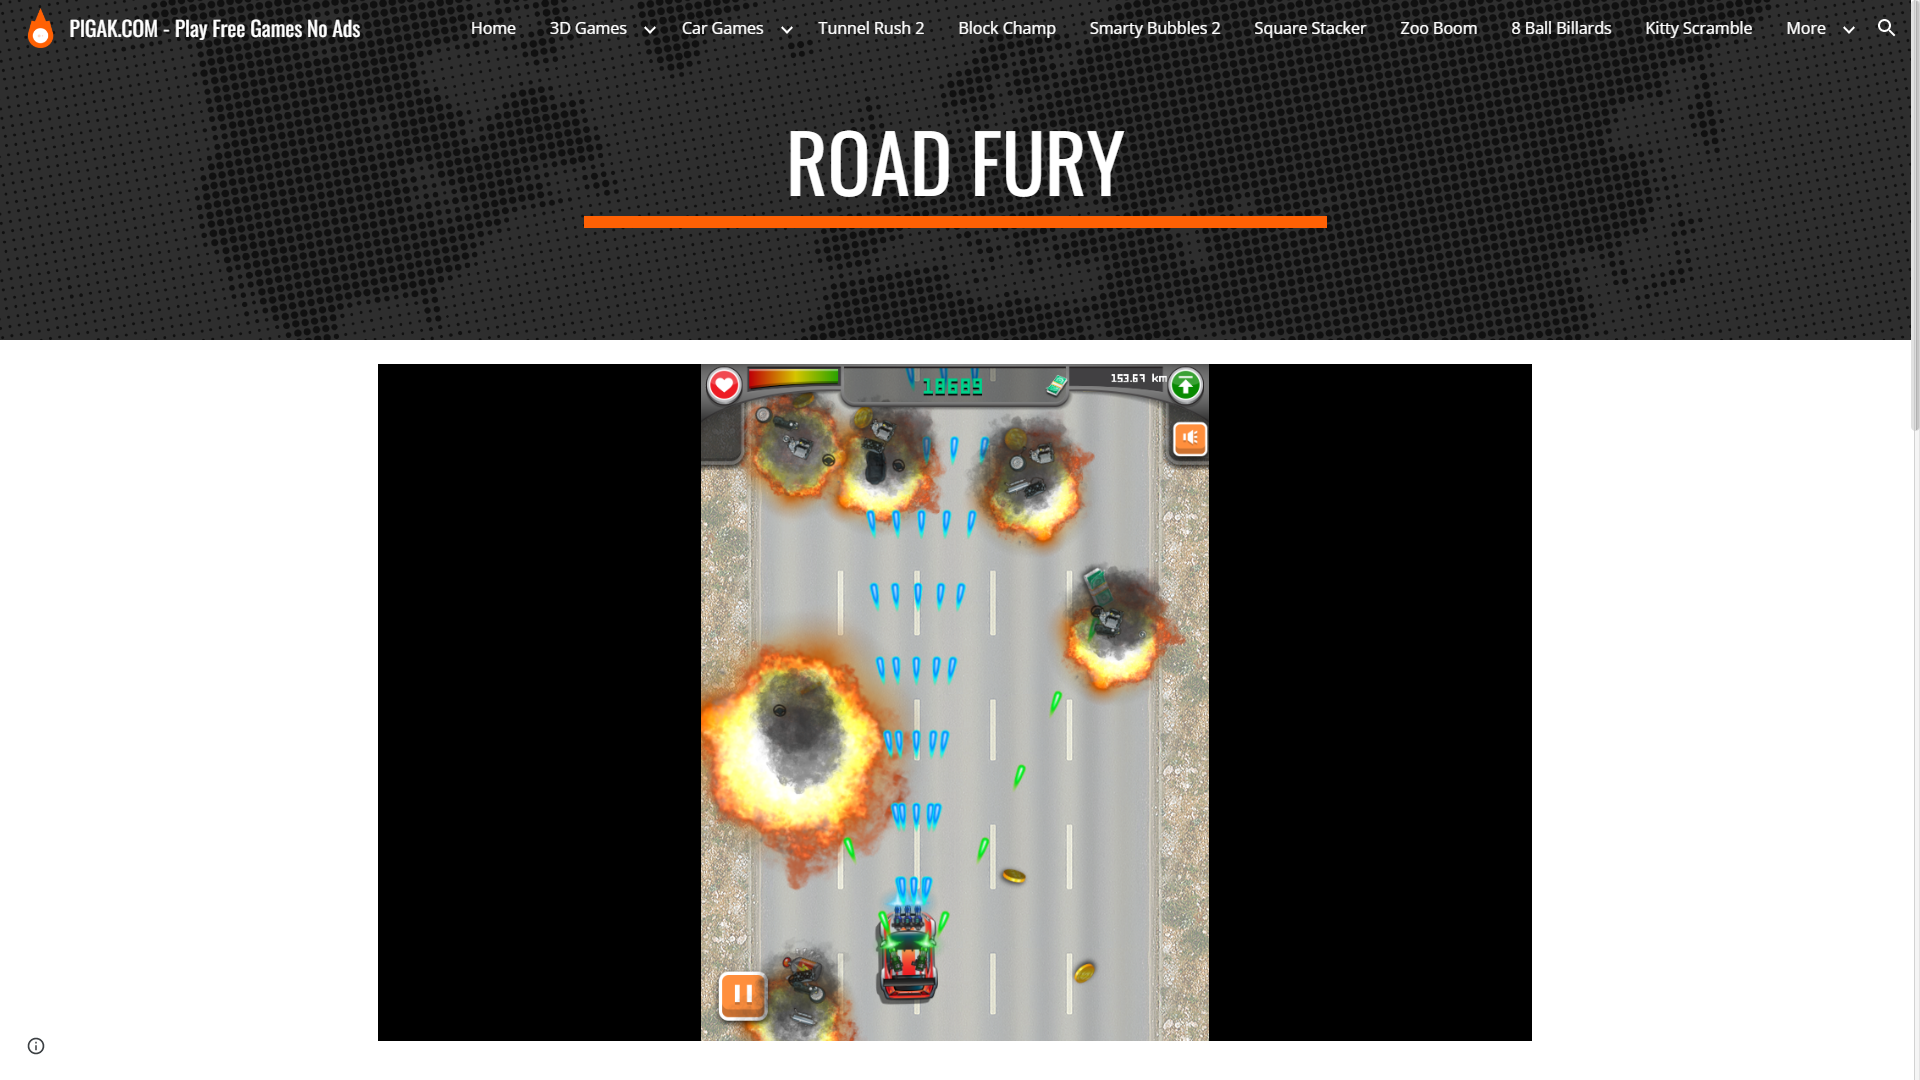 PIGAK.COM - Play Free Games No Ads
Home
3D Games
Car Games
Tunnel Rush 2
Block Champ
Smarty Bubbles 2
Square Stacker
Zoo Boom
8 Ball Billards
Kitty Scramble
More
ROAD FURY
18689
153.67 km